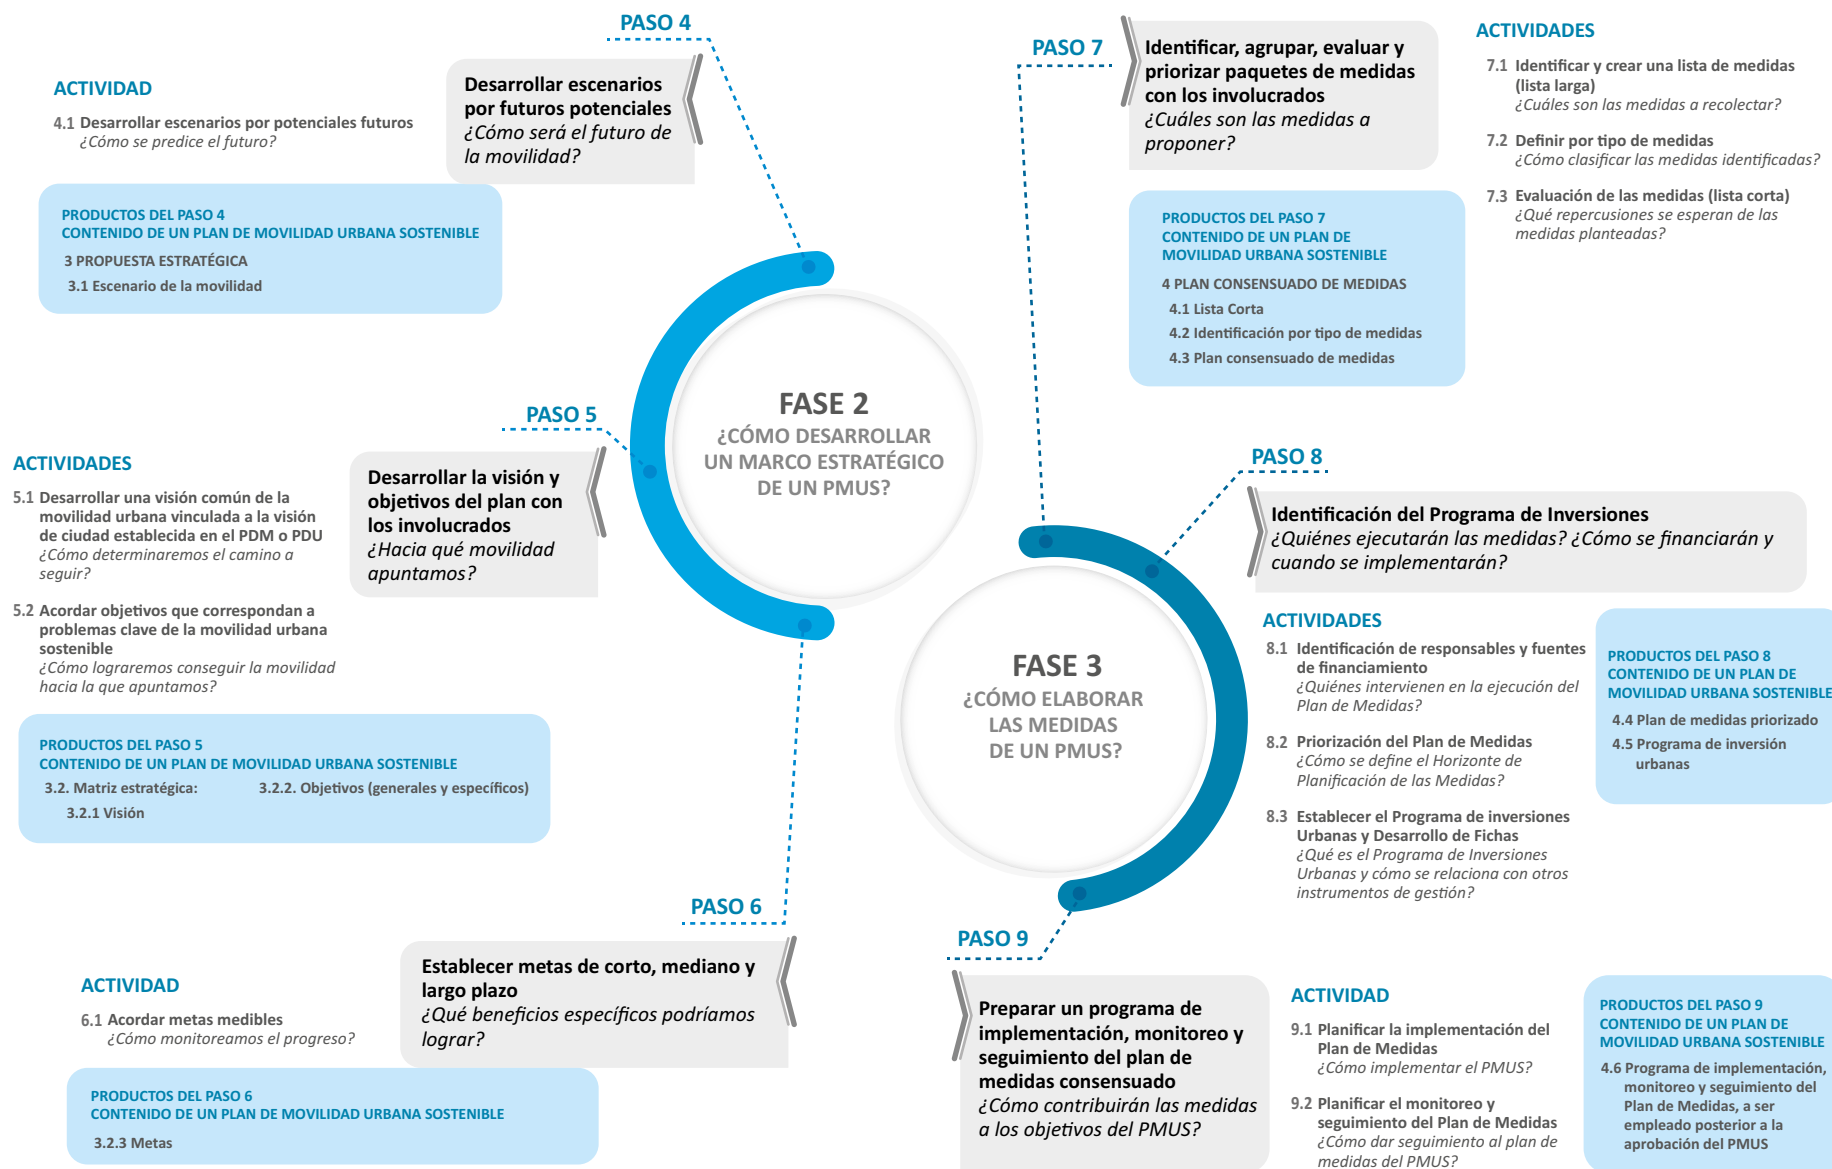 PASO 4
Desarrollar escenarios
por futuros potenciales
¿Cómo será el futuro de
la movilidad?
ACTIVIDAD
4.1 Desarrollar escenarios por potenciales futuros
¿Cómo se predice el futuro?
PRODUCTOS DEL PASO 4
CONTENIDO DE UN PLAN DE MOVILIDAD URBANA SOSTENIBLE
3 PROPUESTA ESTRATÉGICA
3.1 Escenario de la movilidad
FASE 2
¿CÓMO DESARROLLAR
UN MARCO ESTRATÉGICO
DE UN PMUS?
PASO 5
Desarrollar la visión y
objetivos del plan con
los involucrados
¿Hacia qué movilidad
apuntamos?
ACTIVIDADES
5.1 Desarrollar una visión común de la
movilidad urbana vinculada a la visión
de ciudad establecida en el PDM o PDU
¿Cómo determinaremos el camino a
seguir?
5.2 Acordar objetivos que correspondan a
problemas clave de la movilidad urbana
sostenible
¿Cómo lograremos conseguir la movilidad
hacia la que apuntamos?
PRODUCTOS DEL PASO 5
CONTENIDO DE UN PLAN DE MOVILIDAD URBANA SOSTENIBLE
3.2. Matriz estratégica:
3.2.1 Visión
3.2.2. Objetivos (generales y específicos)
PASO 6
Establecer metas de corto, mediano y
largo plazo
¿Qué beneficios específicos podríamos
lograr?
ACTIVIDAD
6.1 Acordar metas medibles
¿Cómo monitoreamos el progreso?
PRODUCTOS DEL PASO 6
CONTENIDO DE UN PLAN DE MOVILIDAD URBANA SOSTENIBLE
3.2.3 Metas
PASO 7
Identificar, agrupar, evaluar y
priorizar paquetes de medidas
con los involucrados
¿Cuáles son las medidas a
proponer?
ACTIVIDADES
7.1 Identificar y crear una lista de medidas
(lista larga)
¿Cuáles son las medidas a recolectar?
7.2 Definir por tipo de medidas
¿Cómo clasificar las medidas identificadas?
7.3 Evaluación de las medidas (lista corta)
¿Qué repercusiones se esperan de las
medidas planteadas?
PRODUCTOS DEL PASO 7
CONTENIDO DE UN PLAN DE
MOVILIDAD URBANA SOSTENIBLE
4 PLAN CONSENSUADO DE MEDIDAS
4.1 Lista Corta
4.2 Identificación por tipo de medidas
4.3 Plan consensuado de medidas
FASE 3
¿CÓMO ELABORAR
LAS MEDIDAS
DE UN PMUS?
PASO 8
Identificación del Programa de Inversiones
¿Quiénes ejecutarán las medidas? ¿Cómo se financiarán y
cuando se implementarán?
ACTIVIDADES
8.1 Identificación de responsables y fuentes
de financiamiento
¿Quiénes intervienen en la ejecución del
Plan de Medidas?
8.2 Priorización del Plan de Medidas
¿Cómo se define el Horizonte de
Planificación de las Medidas?
8.3 Establecer el Programa de inversiones
Urbanas y Desarrollo de Fichas
¿Qué es el Programa de Inversiones
Urbanas y cómo se relaciona con otros
instrumentos de gestión?
PRODUCTOS DEL PASO 8
CONTENIDO DE UN PLAN DE
MOVILIDAD URBANA SOSTENIBLE
4.4 Plan de medidas priorizado
4.5 Programa de inversión
urbanas
PASO 9
Preparar un programa de
implementación, monitoreo y
seguimiento del plan de
medidas consensuado
¿Cómo contribuirán las medidas
a los objetivos del PMUS?
ACTIVIDAD
9.1 Planificar la implementación del
Plan de Medidas
¿Cómo implementar el PMUS?
9.2 Planificar el monitoreo y
seguimiento del Plan de Medidas
¿Cómo dar seguimiento al plan de
medidas del PMUS?
PRODUCTOS DEL PASO 9
CONTENIDO DE UN PLAN DE
MOVILIDAD URBANA SOSTENIBLE
4.6 Programa de implementación,
monitoreo y seguimiento del
Plan de Medidas, a ser
empleado posterior a la
aprobación del PMUS